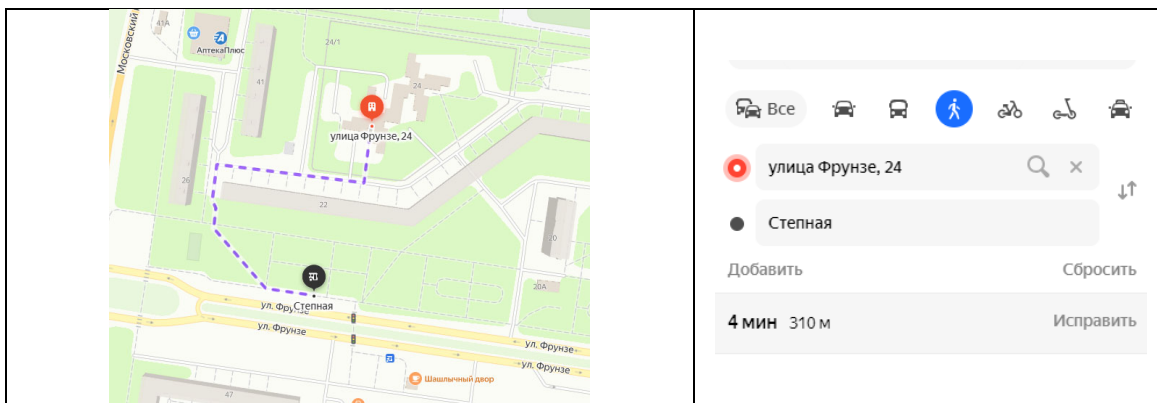 41А
Московский
АптекаПлюс
24/1
41
24
улица Фрунзе, 24
26
22
20
20А
Степная
ул. Фрунзе
ул. Фрунзе
ул. Фрунзе
ул. Фрунзе
Шашлычный двор
47
Все
улица Фрунзе, 24
Степная
Добавить Сбросить
4 мин 310 м Исправить